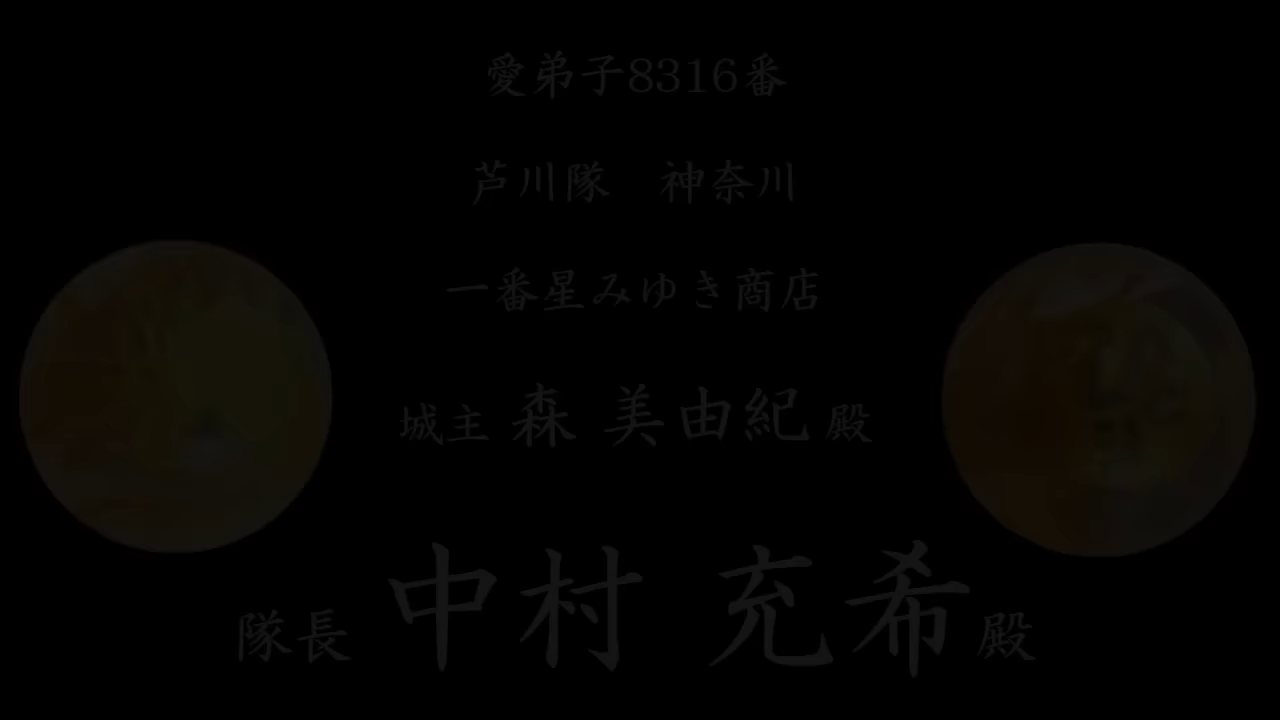 愛弟子8316番
芦川隊　神奈川
一番星みゆき商店
城主 森 美由紀 殿
隊長 中村 充希 殿